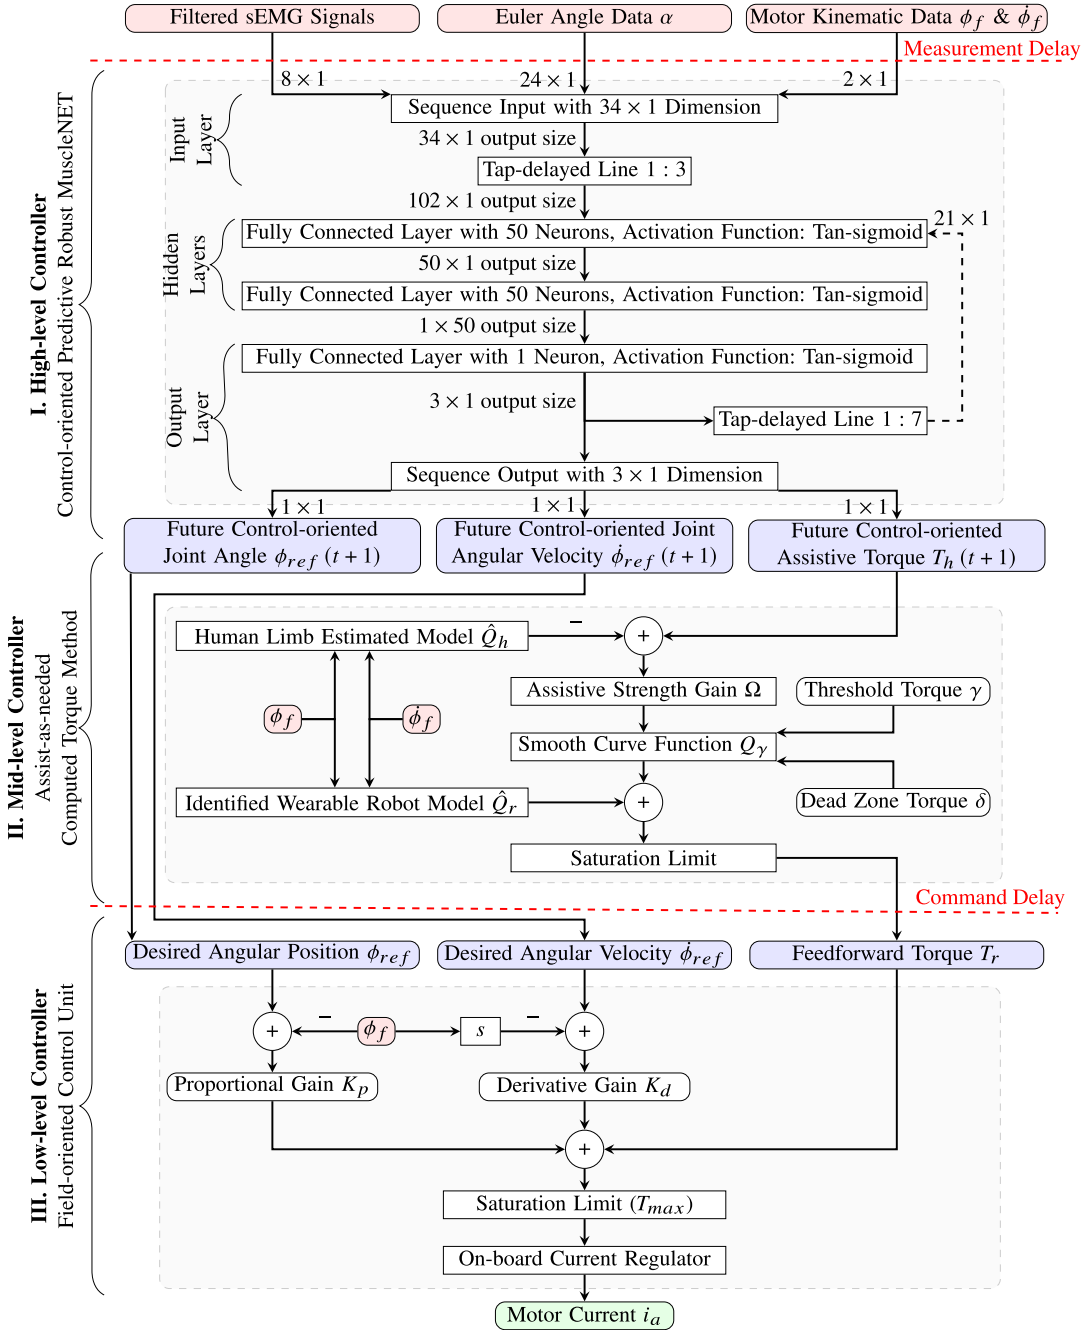 Filtered sEMG Signals
Euler Angle Data α
Motor Kinematic Data ϕ_f & ϕ̇_f
Measurement Delay
8 × 1
24 × 1
2 × 1
Sequence Input with 34 × 1 Dimension
Input
Layer
34 × 1 output size
Tap-delayed Line 1 : 3
102 × 1 output size
21 × 1
Hidden
Layers
Fully Connected Layer with 50 Neurons, Activation Function: Tan-sigmoid
50 × 1 output size
Fully Connected Layer with 50 Neurons, Activation Function: Tan-sigmoid
1 × 50 output size
I. High-level Controller
Control-oriented Predictive Robust MuscleNET
Fully Connected Layer with 1 Neuron, Activation Function: Tan-sigmoid
Output
Layer
3 × 1 output size
Tap-delayed Line 1 : 7
Sequence Output with 3 × 1 Dimension
1 × 1
1 × 1
1 × 1
Future Control-oriented
Joint Angle ϕ_ref (t + 1)
Future Control-oriented Joint
Angular Velocity ϕ̇_ref (t + 1)
Future Control-oriented
Assistive Torque T_h (t + 1)
II. Mid-level Controller
Assist-as-needed
Computed Torque Method
Human Limb Estimated Model Q̂_h
−
+
Assistive Strength Gain Ω
Threshold Torque γ
ϕ_f
ϕ̇_f
Smooth Curve Function Q_γ
Identified Wearable Robot Model Q̂_r
+
Dead Zone Torque δ
Saturation Limit
Command Delay
Desired Angular Position ϕ_ref
Desired Angular Velocity ϕ̇_ref
Feedforward Torque T_r
III. Low-level Controller
Field-oriented Control Unit
+
−
ϕ_f
s
−
+
Proportional Gain K_p
Derivative Gain K_d
+
Saturation Limit (T_max)
On-board Current Regulator
Motor Current i_a